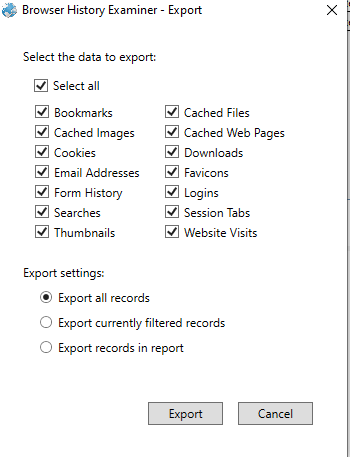 Browser History Examiner - Export
Select the data to export:
Select all
Bookmarks Cached Files
Cached Images Cached Web Pages
Cookies Downloads
Email Addresses Favicons
Form History Logins
Searches Session Tabs
Thumbnails Website Visits
Export settings:
Export all records
Export currently filtered records
Export records in report
Export Cancel